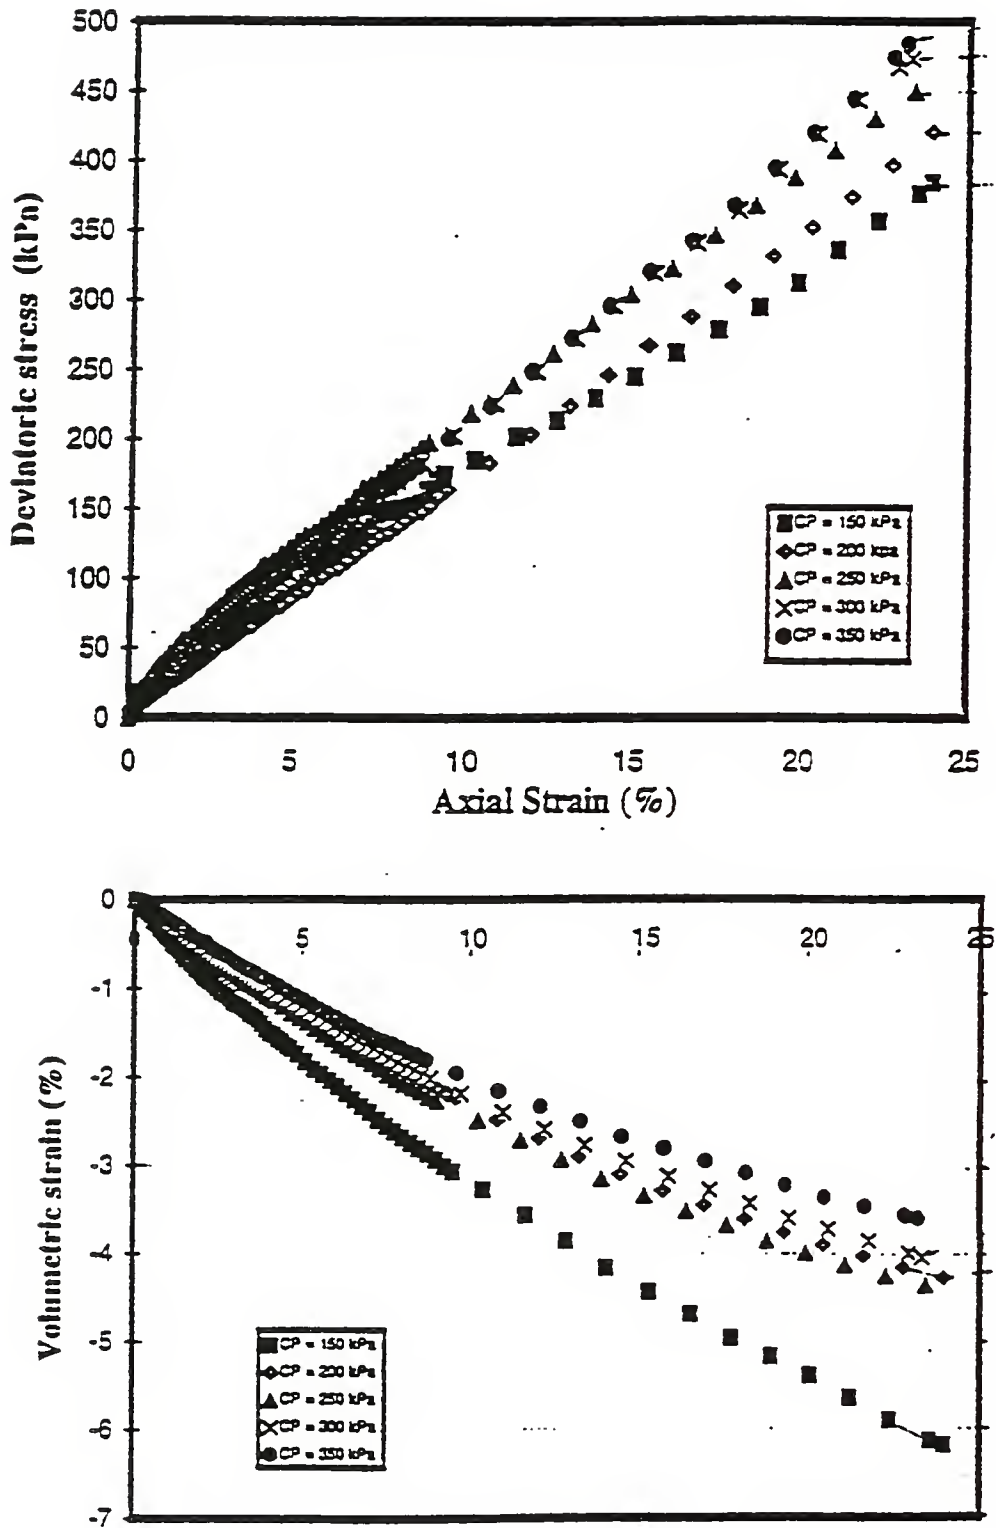 500
450
400
350
300
250
200
150
100
50
0
Deviatoric stress (kPa)
CP = 150 kPa
CP = 200 kpa
CP = 250 kPa
CP = 300 kPa
CP = 350 kPa
0 5 10 15 20 25
Axial Strain (%)
0
5 10 15 20 25
-1
-2
-3
-4
-5
-6
-7
Volumetric strain (%)
CP = 150 kPa
CP = 200 kPa
CP = 250 kPa
CP = 300 kPa
CP = 350 kPa